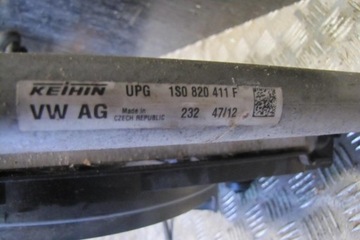 KEIHIN UPG 1S0 820 411 F
VW AG Made in CZECH REPUBLIC 232 47/12